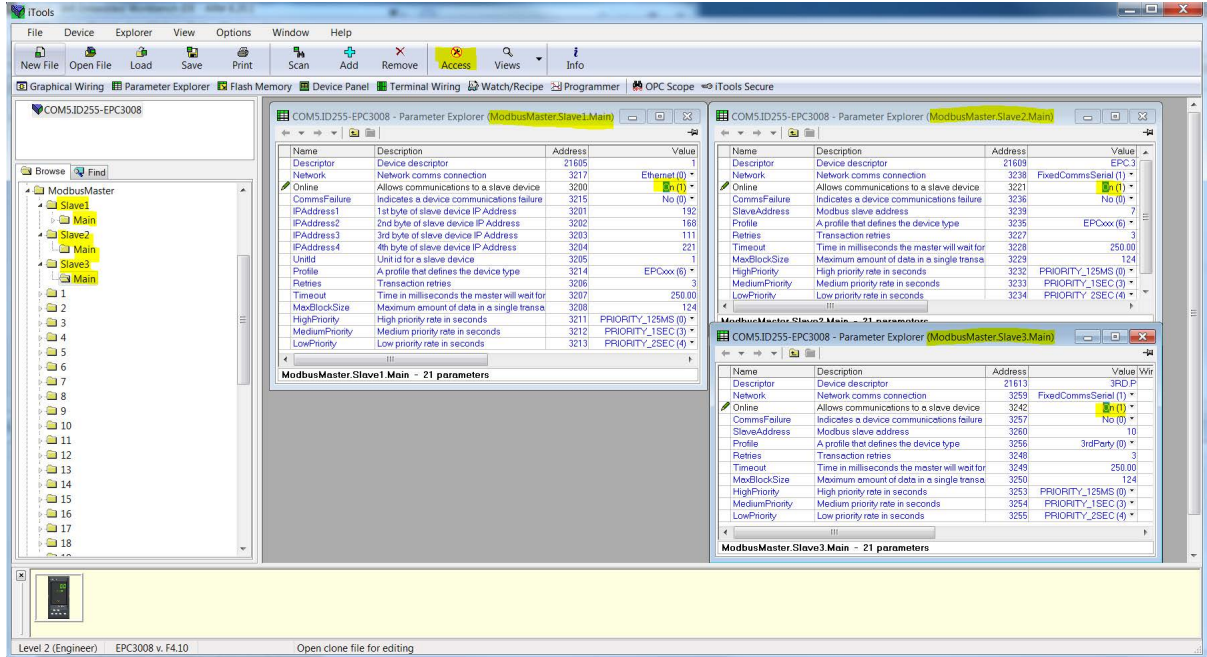 iTools
File Device Explorer View Options Window Help
New File Open File Load Save Print Scan Add Remove Access Views Info
Graphical Wiring Parameter Explorer Flash Memory Device Panel Terminal Wiring Watch/Recipe Programmer OPC Scope iTools Secure
COM5.ID255-EPC3008
Browse Find
ModbusMaster
Slave1
Main
Slave2
Main
Slave3
Main
1
2
3
4
5
6
7
8
9
10
11
12
13
14
15
16
17
18
COM5.ID255-EPC3008 - Parameter Explorer (ModbusMaster.Slave1.Main)
Name Description Address Value
Descriptor Device descriptor 21605 1
Network Network comms connection 3217 Ethernet (0)
Online Allows communications to a slave device 3200 On (1)
CommsFailure Indicates a device communications failure 3215 No (0)
IPAddress1 1st byte of slave device IP Address 3201 192
IPAddress2 2nd byte of slave device IP Address 3202 168
IPAddress3 3rd byte of slave device IP Address 3203 111
IPAddress4 4th byte of slave device IP Address 3204 221
UnitId Unit id for a slave device 3205 1
Profile A profile that defines the device type 3214 EPCxxx (6)
Retries Transaction retries 3206 3
Timeout Time in milliseconds the master will wait for 3207 250.00
MaxBlockSize Maximum amount of data in a single transa 3208 124
HighPriority High priority rate in seconds 3211 PRIORITY_125MS (0)
MediumPriority Medium priority rate in seconds 3212 PRIORITY_1SEC (3)
LowPriority Low priority rate in seconds 3213 PRIORITY_2SEC (4)
ModbusMaster.Slave1.Main - 21 parameters
COM5.ID255-EPC3008 - Parameter Explorer (ModbusMaster.Slave2.Main)
Name Description Address Value
Descriptor Device descriptor 21609 EPC.3
Network Network comms connection 3238 FixedCommsSerial (1)
Online Allows communications to a slave device 3221 On (1)
CommsFailure Indicates a device communications failure 3236 No (0)
SlaveAddress Modbus slave address 3239 7
Profile A profile that defines the device type 3235 EPCxxx (6)
Retries Transaction retries 3227 3
Timeout Time in milliseconds the master will wait for 3228 250.00
MaxBlockSize Maximum amount of data in a single transa 3229 124
HighPriority High priority rate in seconds 3232 PRIORITY_125MS (0)
MediumPriority Medium priority rate in seconds 3233 PRIORITY_1SEC (3)
LowPriority Low priority rate in seconds 3234 PRIORITY_2SEC (4)
ModbusMaster.Slave2.Main - 21 parameters
COM5.ID255-EPC3008 - Parameter Explorer (ModbusMaster.Slave3.Main)
Name Description Address Value Wir
Descriptor Device descriptor 21613 3RD.P
Network Network comms connection 3259 FixedCommsSerial (1)
Online Allows communications to a slave device 3242 On (1)
CommsFailure Indicates a device communications failure 3257 No (0)
SlaveAddress Modbus slave address 3260 10
Profile A profile that defines the device type 3256 3rdParty (0)
Retries Transaction retries 3248 3
Timeout Time in milliseconds the master will wait for 3249 250.00
MaxBlockSize Maximum amount of data in a single transa 3250 124
HighPriority High priority rate in seconds 3253 PRIORITY_125MS (0)
MediumPriority Medium priority rate in seconds 3254 PRIORITY_1SEC (3)
LowPriority Low priority rate in seconds 3255 PRIORITY_2SEC (4)
ModbusMaster.Slave3.Main - 21 parameters
Level 2 (Engineer) EPC3008 v. F4.10 Open clone file for editing